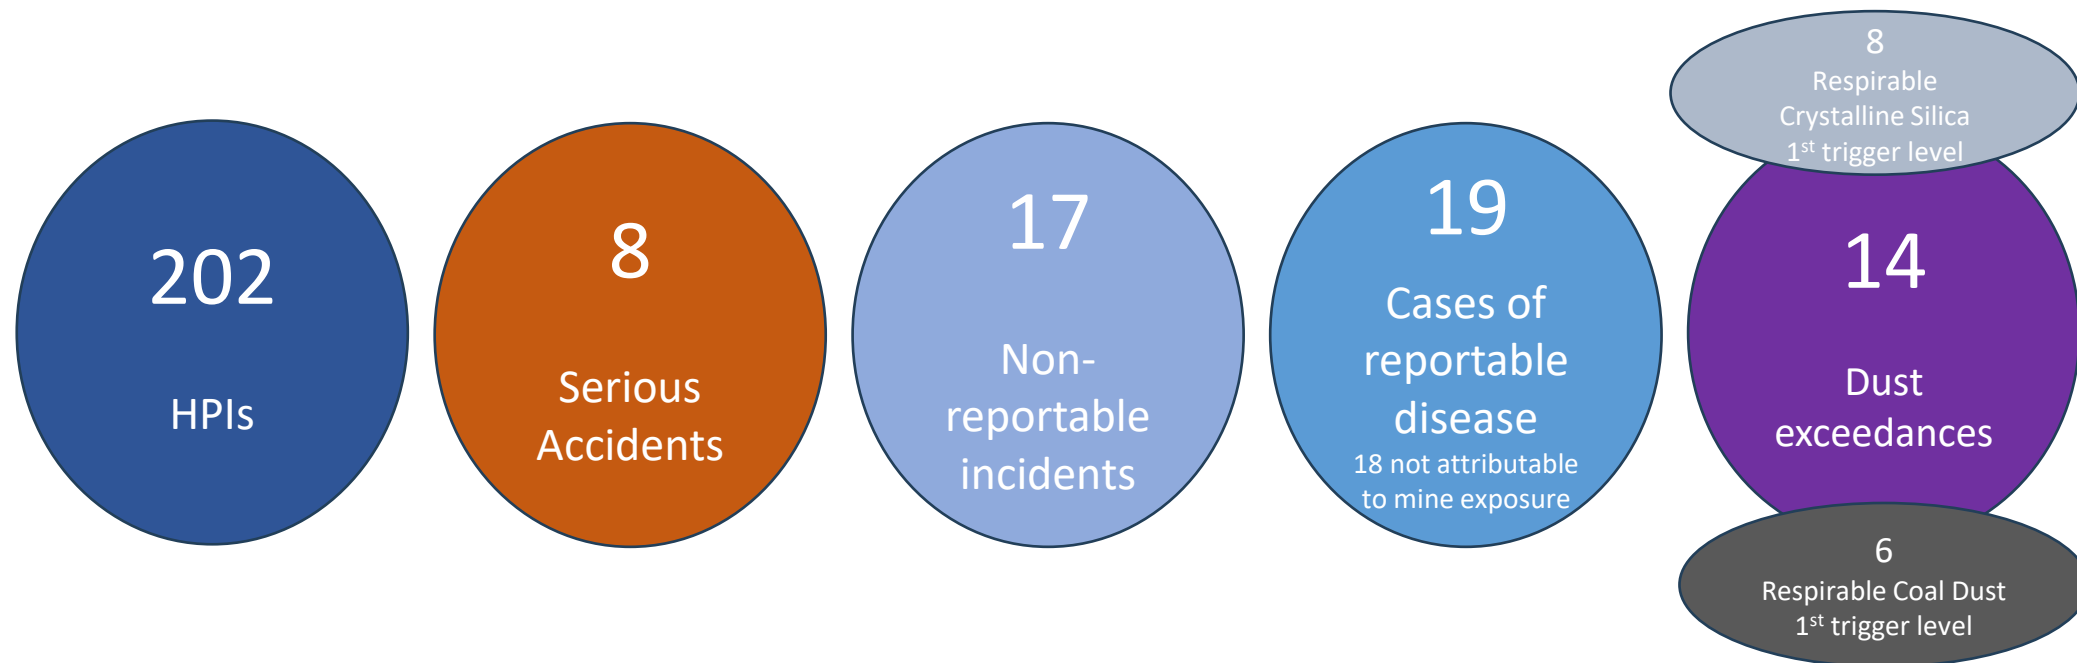 202
HPIs
8
Serious
Accidents
17
Non-
reportable
incidents
19
Cases of
reportable
disease
18 not attributable
to mine exposure
8
Respirable
Crystalline Silica
1st trigger level
14
Dust
exceedances
6
Respirable Coal Dust
1st trigger level